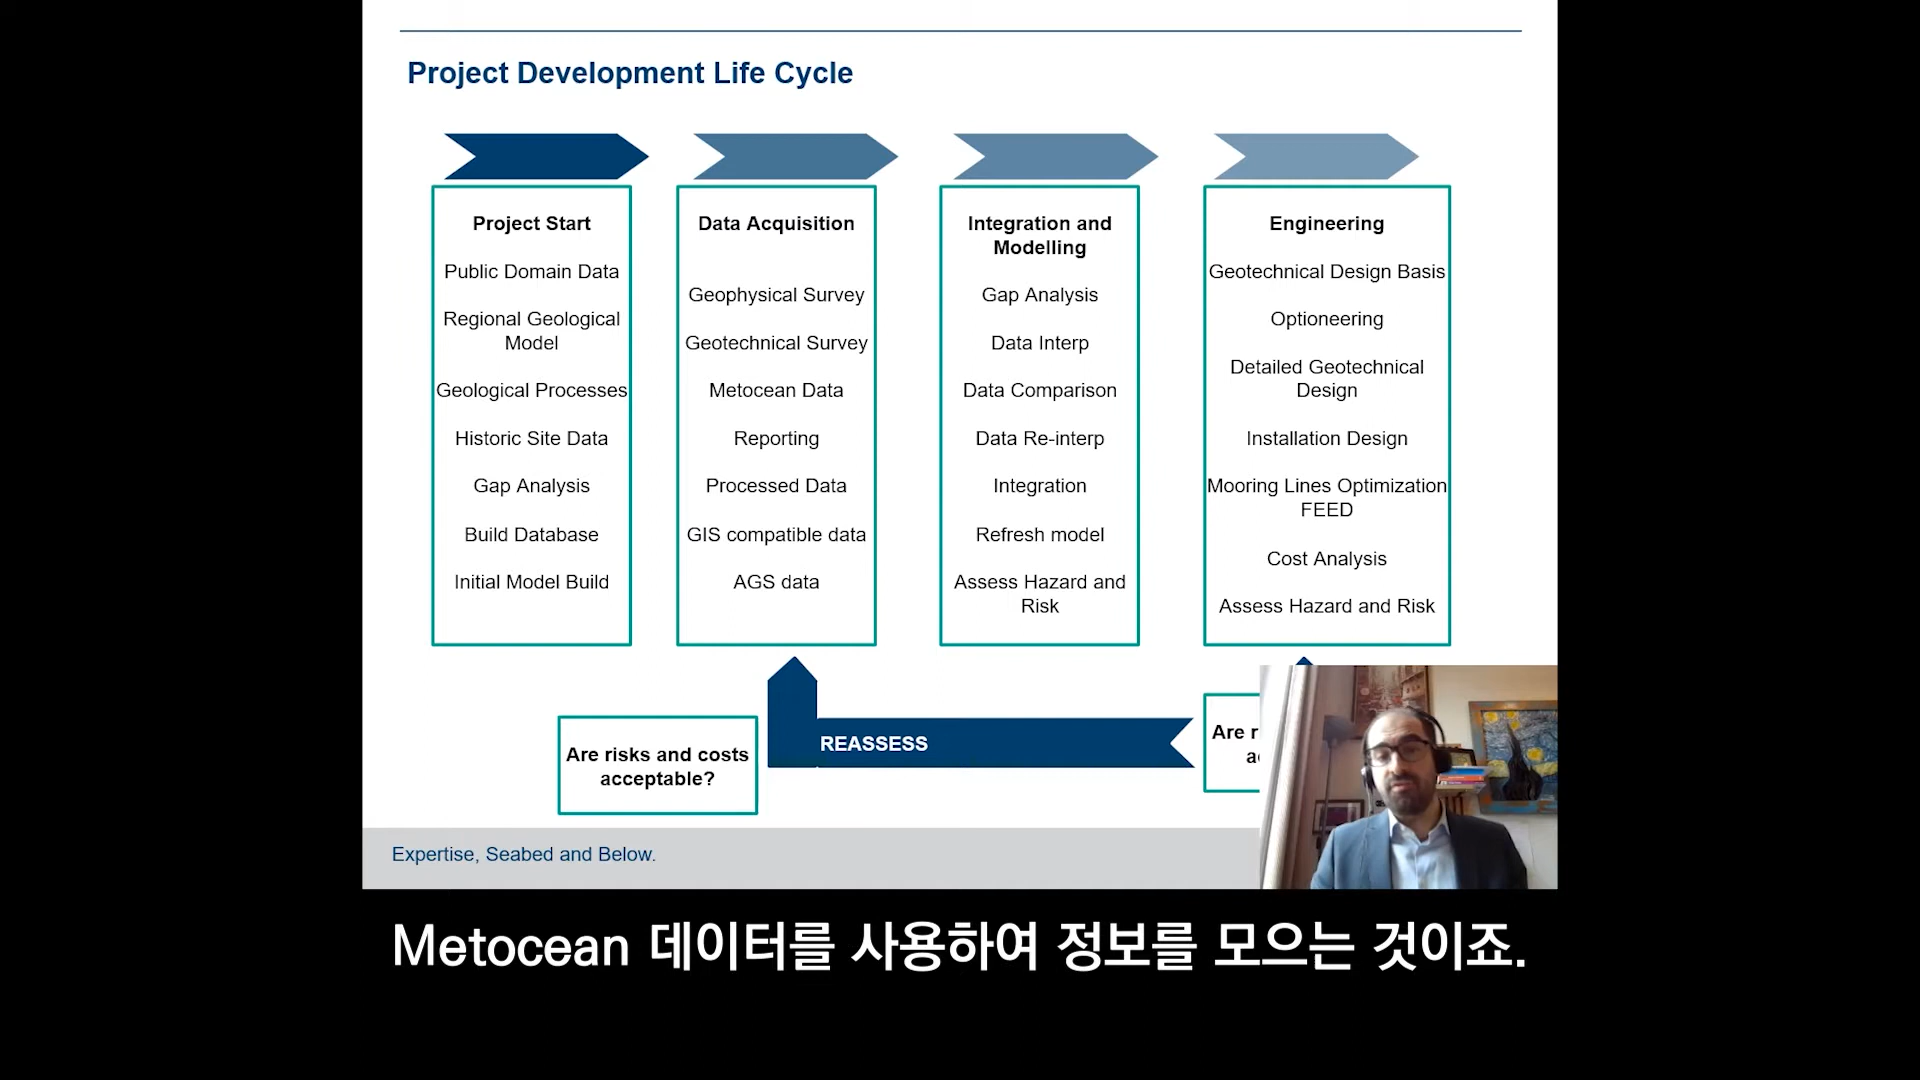 Project Development Life Cycle
Project Start
Public Domain Data
Regional Geological
Model
Geological Processes
Historic Site Data
Gap Analysis
Build Database
Initial Model Build
Data Acquisition
Geophysical Survey
Geotechnical Survey
Metocean Data
Reporting
Processed Data
GIS compatible data
AGS data
Integration and
Modelling
Gap Analysis
Data Interp
Data Comparison
Data Re-interp
Integration
Refresh model
Assess Hazard and
Risk
Engineering
Geotechnical Design Basis
Optioneering
Detailed Geotechnical
Design
Installation Design
Mooring Lines Optimization
FEED
Cost Analysis
Assess Hazard and Risk
Are risks and costs
acceptable?
REASSESS
Are
Expertise, Seabed and Below.
Metocean 데이터를 사용하여 정보를 모으는 것이죠.